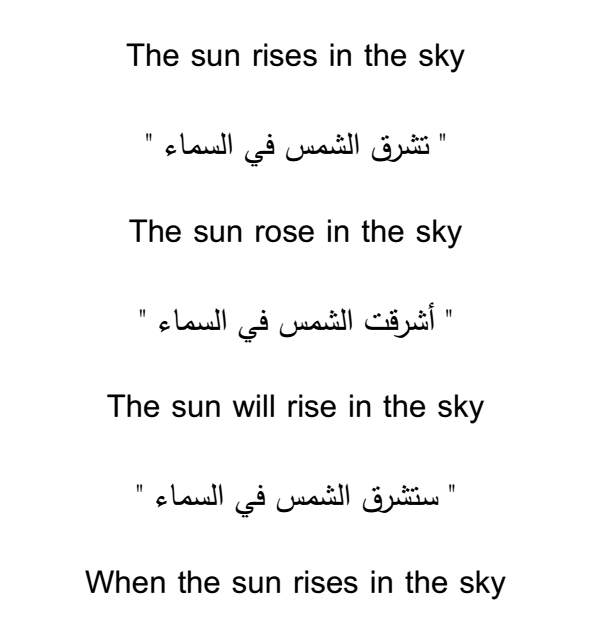 The sun rises in the sky
" تشرق الشمس في السماء "
The sun rose in the sky
" أشرقت الشمس في السماء "
The sun will rise in the sky
" ستشرق الشمس في السماء "
When the sun rises in the sky